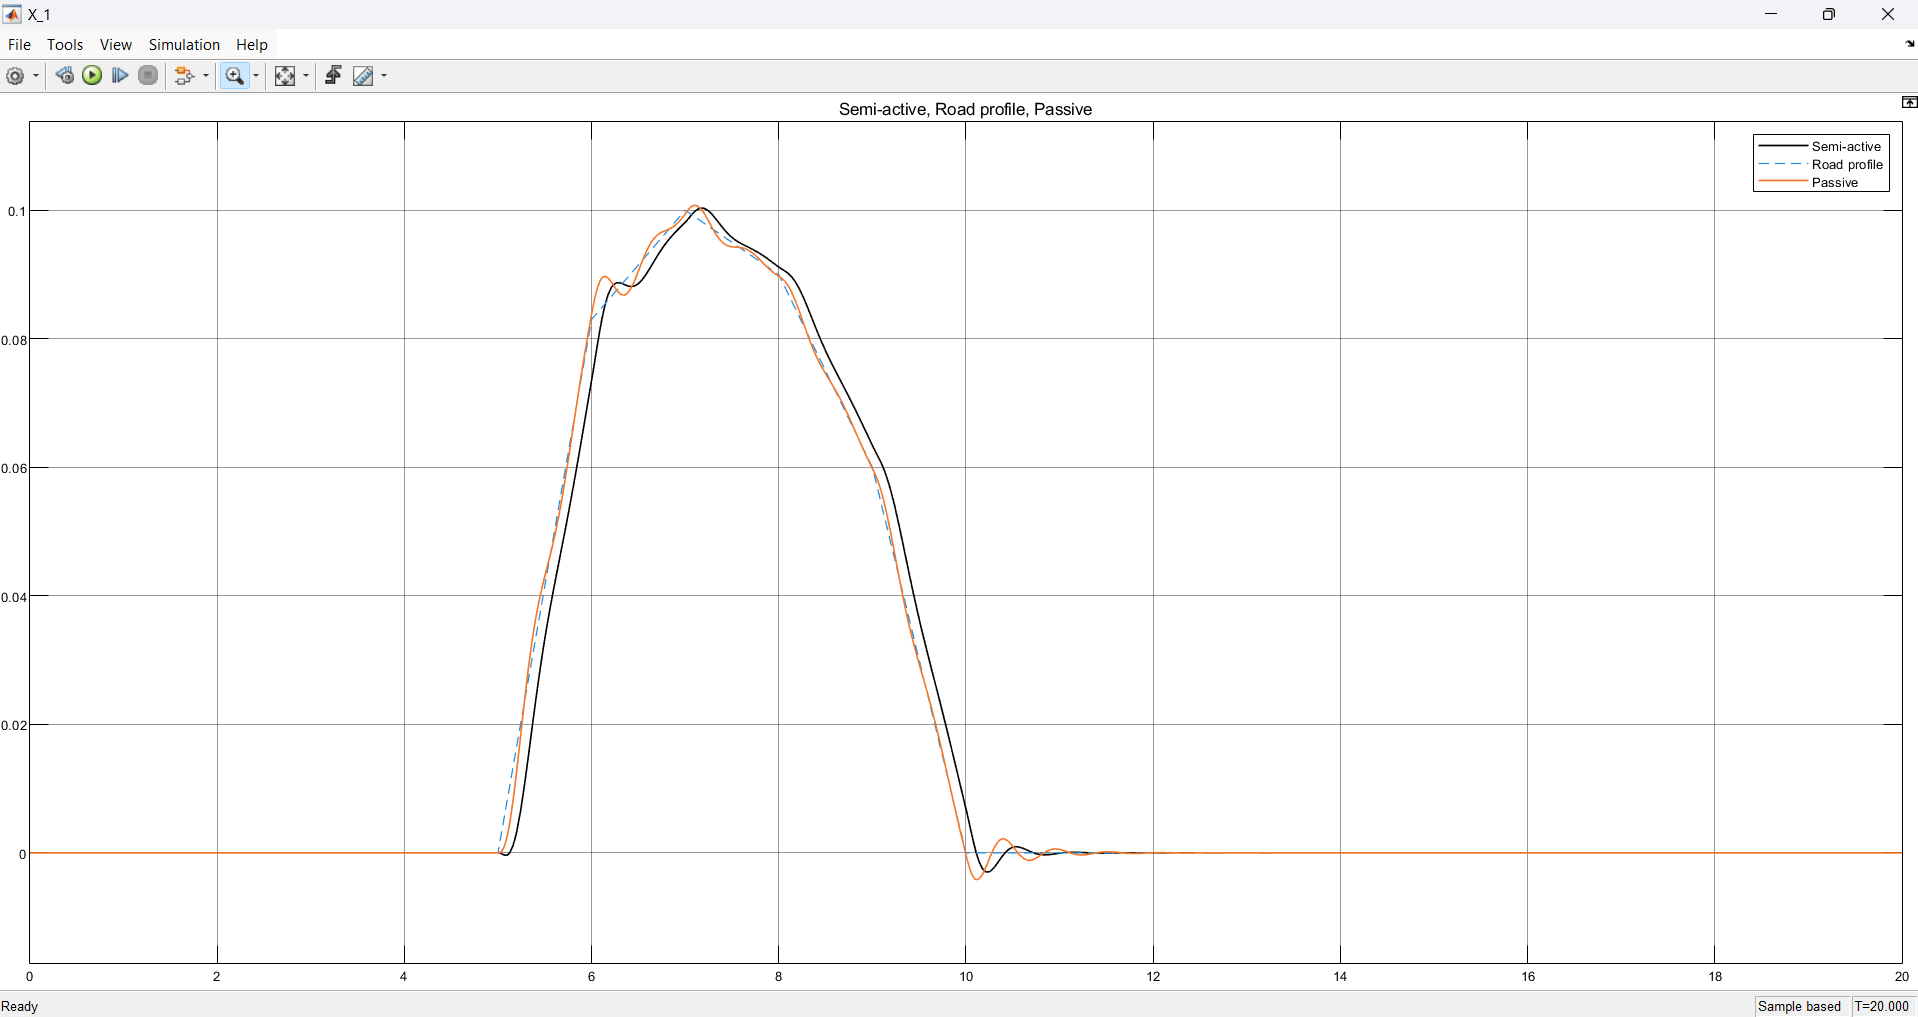 X_1
File Tools View Simulation Help
Semi-active, Road profile, Passive
Semi-active
Road profile
Passive
0.1
0.08
0.06
0.04
0.02
0
0 2 4 6 8 10 12 14 16 18 20
Ready Sample based T=20.000